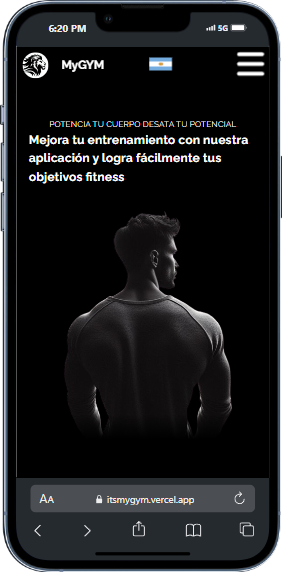 6:20 PM
5G
MyGYM
POTENCIA TU CUERPO DESATA TU POTENCIAL
Mejora tu entrenamiento con nuestra
aplicación y logra fácilmente tus
objetivos fitness
AA
itsmygym.vercel.app